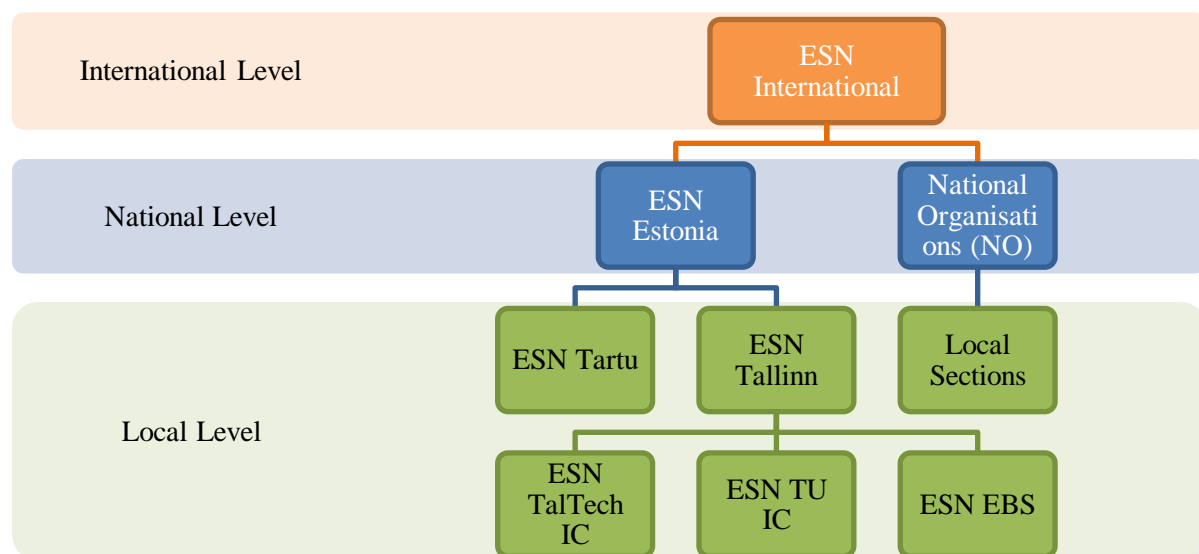 International Level
ESN
International
National Level
ESN
Estonia
National
Organisati
ons (NO)
Local Level
ESN Tartu
ESN
Tallinn
Local
Sections
ESN
TalTech
IC
ESN TU
IC
ESN EBS